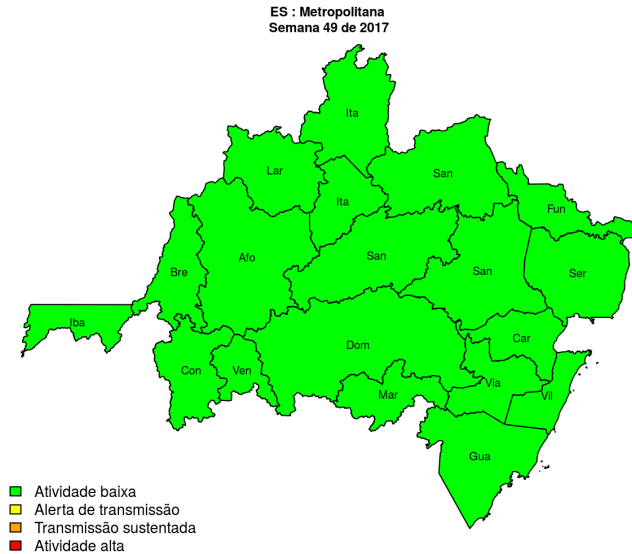 ES : Metropolitana
Semana 49 de 2017
Ita
Lar
San
Ita
Fun
Afo
San
San
Bre
Ser
Iba
Car
Dom
Con
Ven
Via
Mar
Vil
Gua
Atividade baixa
Alerta de transmissão
Transmissão sustentada
Atividade alta